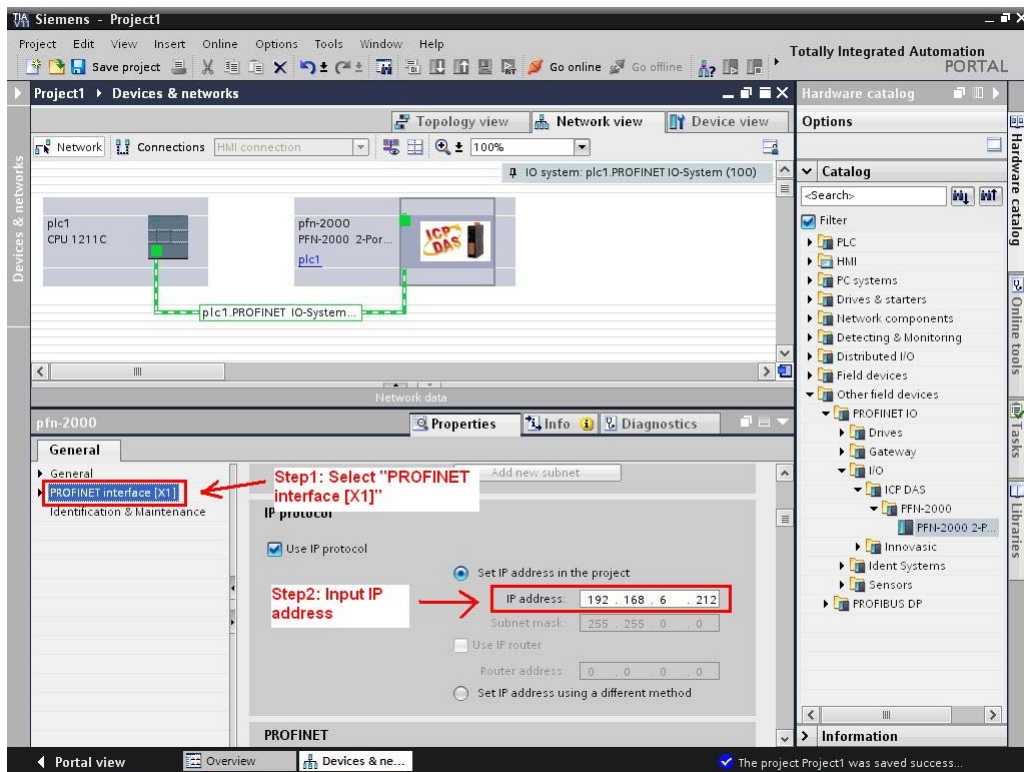 Siemens - Project1
Project Edit View Insert Online Options Tools Window Help
Save project
Go online Go offline
Totally Integrated Automation
PORTAL
Project1 Devices & networks
Hardware catalog
Topology view Network view Device view
Options
Network Connections HMI connection 100%
IO system: plc1.PROFINET IO-System (100)
Catalog
<Search>
Filter
PLC
HMI
PC systems
Drives & starters
Network components
Detecting & Monitoring
Distributed I/O
Field devices
Other field devices
PROFINET IO
Drives
Gateway
I/O
ICP DAS
PFN-2000
PFN-2000 2-P...
Innovasic
Ident Systems
Sensors
PROFIBUS DP
Information
Devices & networks
plc1
CPU 1211C
pfn-2000
PFN-2000 2-Por...
plc1
ICP
DAS
plc1.PROFINET IO-System...
Network data
pfn-2000
Properties Info Diagnostics
General
General
PROFINET interface [X1]
Identification & Maintenance
Step1: Select "PROFINET
interface [X1]"
Add new subnet
IP protocol
Use IP protocol
Set IP address in the project
Step2: Input IP
address
IP address: 192 . 168 . 6 . 212
Subnet mask: 255 . 255 . 0 . 0
Use IP router
Router address: 0 . 0 . 0 . 0
Set IP address using a different method
PROFINET
Hardware catalog
Online tools
Tasks
Libraries
Portal view Overview Devices & ne...
The project Project1 was saved success...